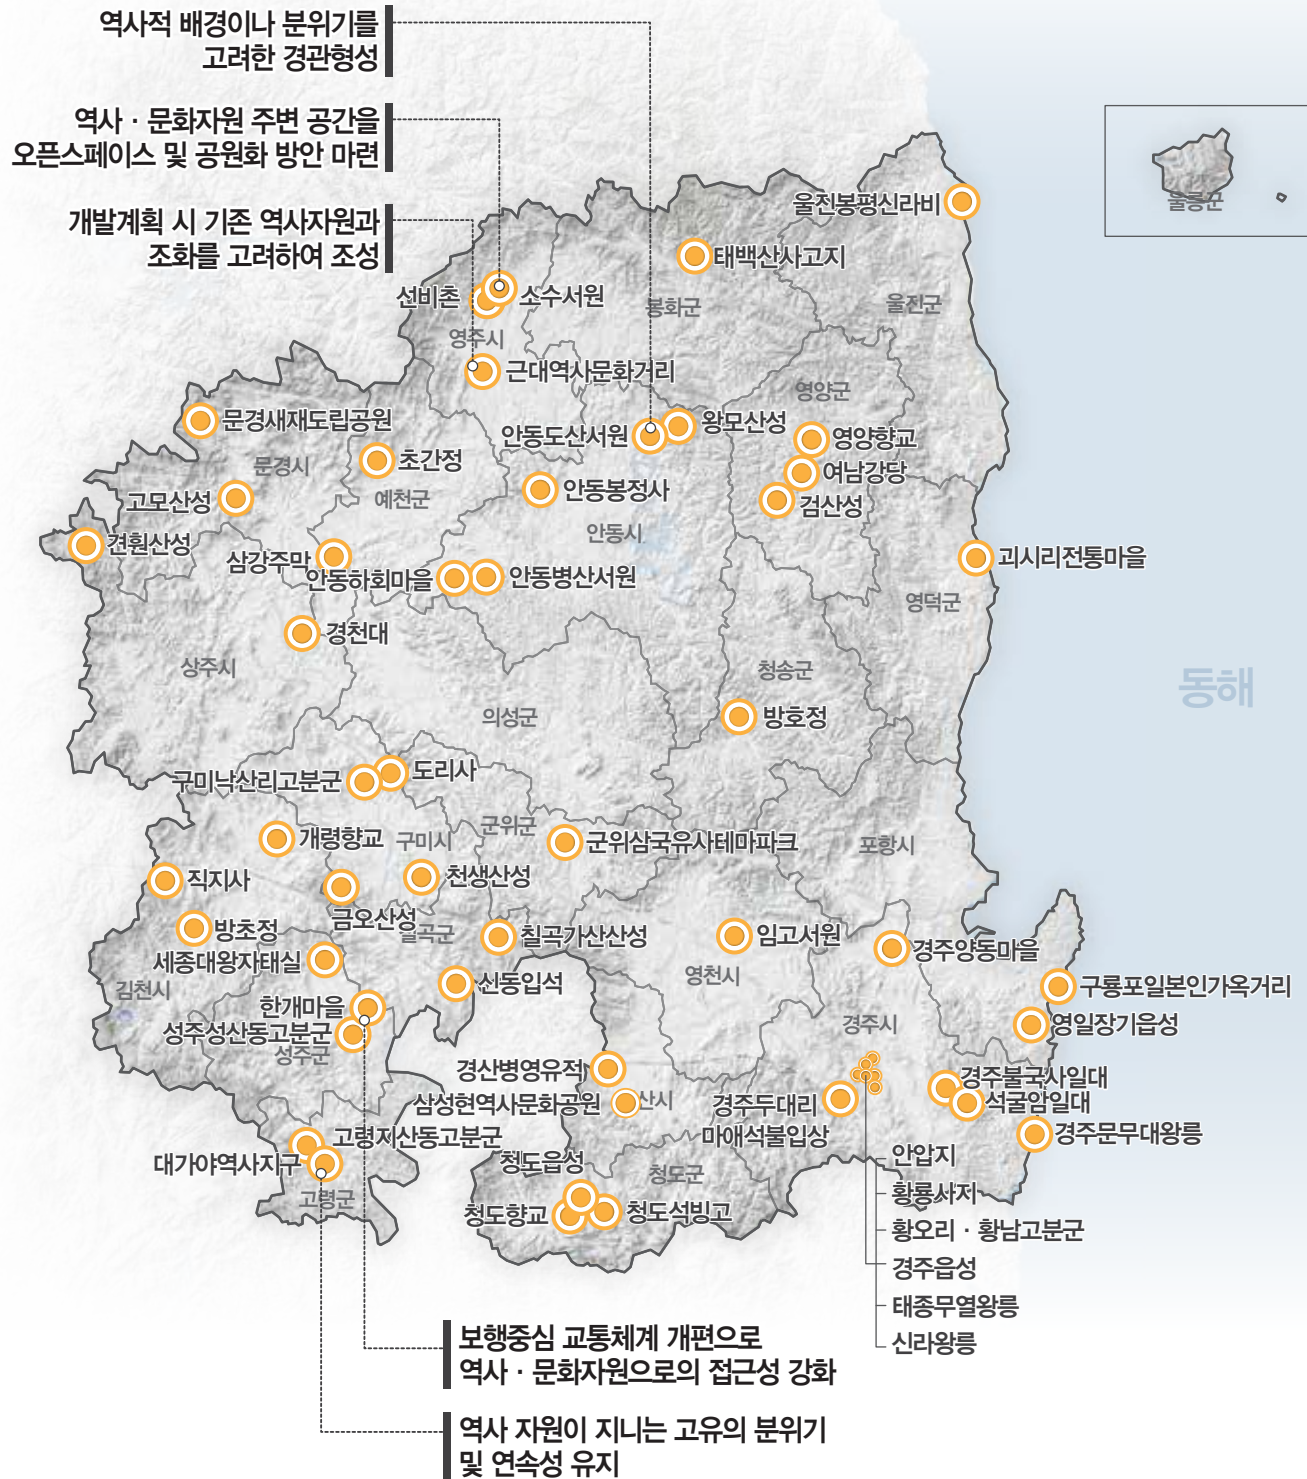 역사적 배경이나 분위기를
고려한 경관형성
역사 · 문화자원 주변 공간을
오픈스페이스 및 공원화 방안 마련
개발계획 시 기존 역사자원과
조화를 고려하여 조성
울릉군
울진봉평신라비
태백산사고지
선비촌
소수서원
봉화군
울진군
영주시
근대역사문화거리
영양군
문경새재도립공원
안동도산서원
왕모산성
영양향교
초간정
문경시
여남강당
예천군
고모산성
안동봉정사
검산성
안동시
견훤산성
삼강주막
안동하회마을
안동병산서원
괴시리전통마을
영덕군
경천대
상주시
청송군
동해
의성군
방호정
구미낙산리고분군
도리사
개령향교
구미시
군위군
군위삼국유사테마파크
포항시
직지사
천생산성
금오산성
방초정
칠곡군
칠곡가산산성
임고서원
경주양동마을
세종대왕자태실
영천시
김천시
선동입석
구룡포일본인가옥거리
한개마을
성주성산동고분군
성주군
경주시
영일장기읍성
경산병영유적
경주불국사일대
삼성현역사문화공원
산시
경주두대리
마애석불입상
석굴암일대
경주문무대왕릉
고령지산동고분군
대가야역사지구
고령군
청도읍성
청도군
청도향교
청도석빙고
안압지
황룡사지
황오리 · 황남고분군
경주읍성
태종무열왕릉
신라왕릉
보행중심 교통체계 개편으로
역사 · 문화자원으로의 접근성 강화
역사 자원이 지니는 고유의 분위기
및 연속성 유지